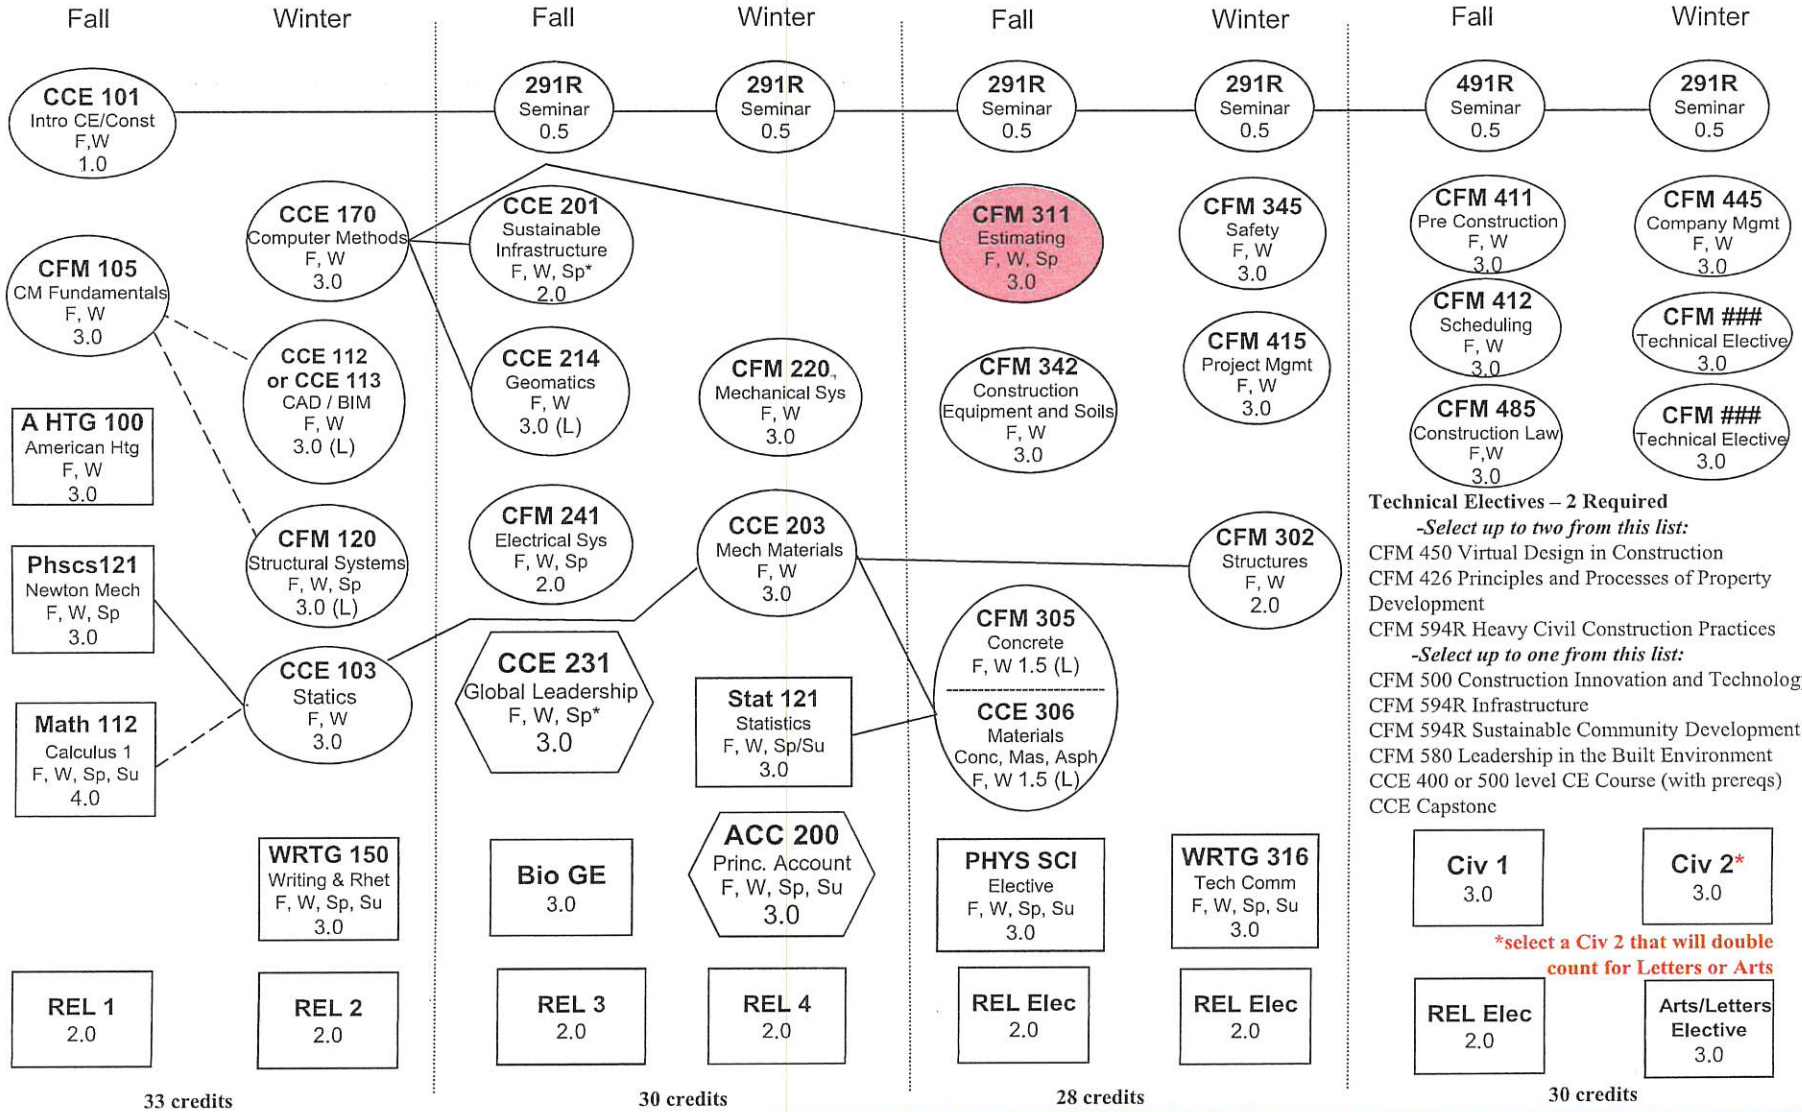 Fall
Winter
Fall
Winter
Fall
Winter
Fall
Winter
CCE 101
Intro CE/Const
F,W
1.0
291R
Seminar
0.5
291R
Seminar
0.5
291R
Seminar
0.5
291R
Seminar
0.5
491R
Seminar
0.5
291R
Seminar
0.5
CFM 105
CM Fundamentals
F, W
3.0
A HTG 100
American Htg
F, W
3.0
Phscs121
Newton Mech
F, W, Sp
3.0
Math 112
Calculus 1
F, W, Sp, Su
4.0
REL 1
2.0
CCE 170
Computer Methods
F, W
3.0
CCE 112
or CCE 113
CAD / BIM
F, W
3.0 (L)
CFM 120
Structural Systems
F, W, Sp
3.0 (L)
CCE 103
Statics
F, W
3.0
WRTG 150
Writing & Rhet
F, W, Sp, Su
3.0
REL 2
2.0
33 credits
CCE 201
Sustainable
Infrastructure
F, W, Sp*
2.0
CCE 214
Geomatics
F, W
3.0 (L)
CFM 241
Electrical Sys
F, W, Sp
2.0
CCE 231
Global Leadership
F, W, Sp*
3.0
Bio GE
3.0
REL 3
2.0
CFM 220
Mechanical Sys
F, W
3.0
CCE 203
Mech Materials
F, W
3.0
Stat 121
Statistics
F, W, Sp/Su
3.0
ACC 200
Princ. Account
F, W, Sp, Su
3.0
REL 4
2.0
30 credits
CFM 311
Estimating
F, W, Sp
3.0
CFM 342
Construction
Equipment and Soils
F, W
3.0
CFM 305
Concrete
F, W 1.5 (L)
CCE 306
Materials
Conc, Mas, Asph
F, W 1.5 (L)
PHYS SCI
Elective
F, W, Sp, Su
3.0
REL Elec
2.0
CFM 345
Safety
F, W
3.0
CFM 415
Project Mgmt
F, W
3.0
CFM 302
Structures
F, W
2.0
WRTG 316
Tech Comm
F, W, Sp, Su
3.0
REL Elec
2.0
28 credits
CFM 411
Pre Construction
F, W
3.0
CFM 412
Scheduling
F, W
3.0
CFM 485
Construction Law
F,W
3.0
CFM 445
Company Mgmt
F, W
3.0
CFM ###
Technical Elective
3.0
CFM ###
Technical Elective
3.0
Technical Electives – 2 Required
-Select up to two from this list:
CFM 450 Virtual Design in Construction
CFM 426 Principles and Processes of Property
Development
CFM 594R Heavy Civil Construction Practices
-Select up to one from this list:
CFM 500 Construction Innovation and Technolog
CFM 594R Infrastructure
CFM 594R Sustainable Community Development
CFM 580 Leadership in the Built Environment
CCE 400 or 500 level CE Course (with prereqs)
CCE Capstone
Civ 1
3.0
Civ 2*
3.0
*select a Civ 2 that will double
count for Letters or Arts
REL Elec
2.0
Arts/Letters
Elective
3.0
30 credits